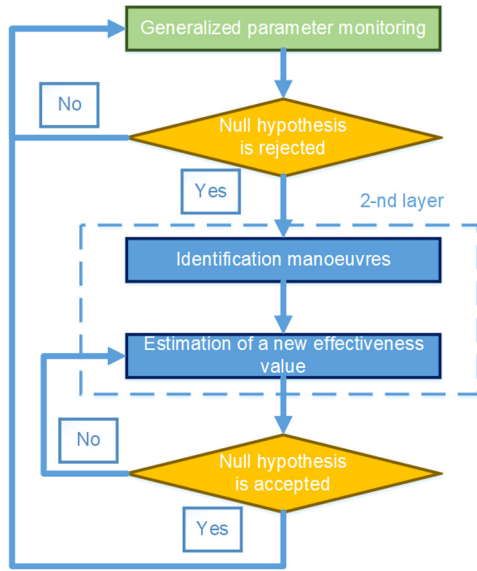 Generalized parameter monitoring
No
Null hypothesis
is rejected
Yes
2-nd layer
Identification manoeuvres
Estimation of a new effectiveness
value
No
Null hypothesis
is accepted
Yes